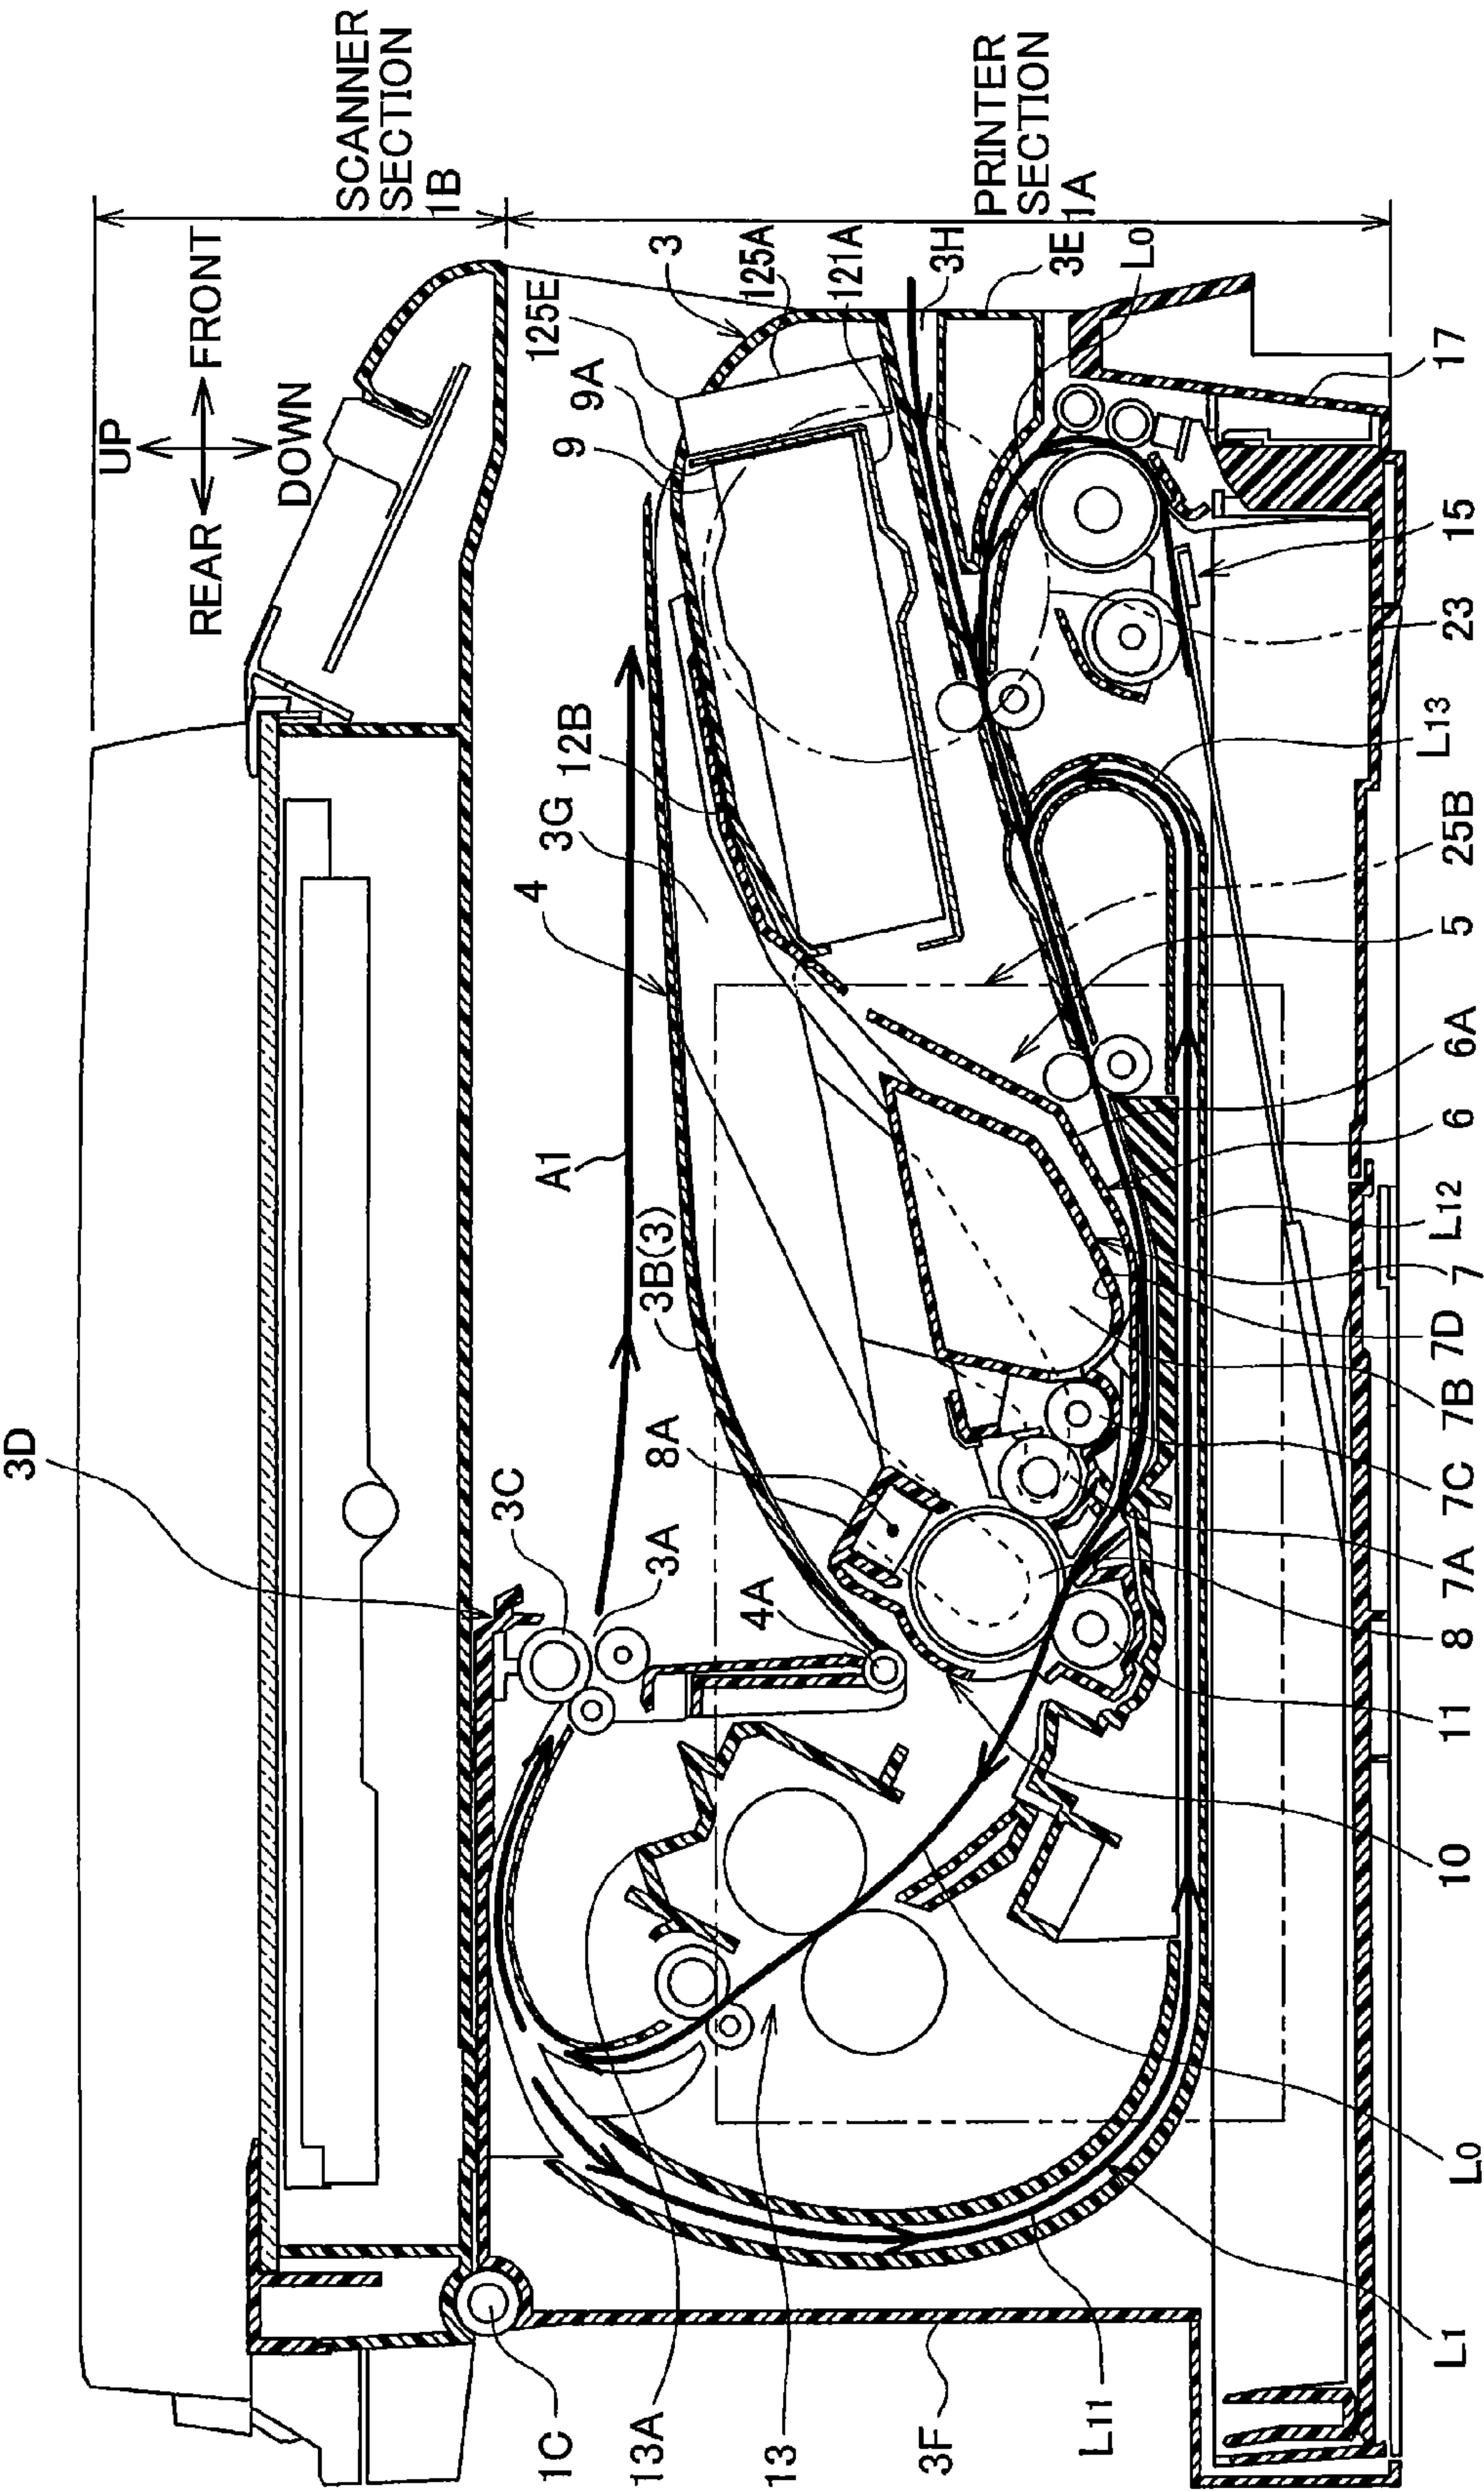 SCANNER
SECTION
1B
PRINTER
SECTION
1A
UP
DOWN
REAR
FRONT
3D
3C
3A
4A
8A
3B(3)
A1
4
3G
12B
9
9A
125E
3
125A
121A
3H
3E
L0
17
15
23
L13
25B
5
6A
6
L12
7
7D
7B
7C
7A
8
11
10
L0
L1
L11
3F
13
13A
1C